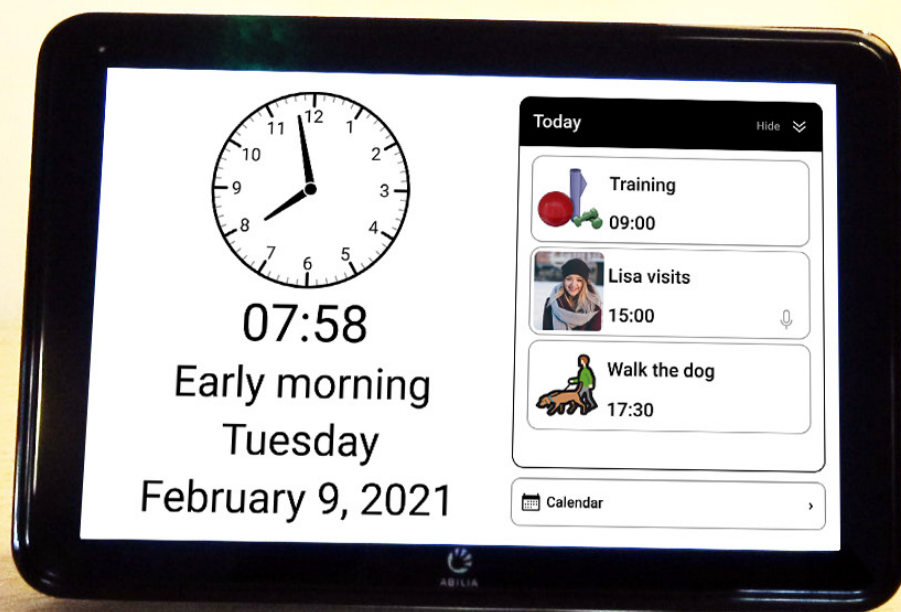 12
11
1
10
2
9
3
8
4
7
5
6
07:58
Early morning
Tuesday
February 9, 2021
Today
Hide
Training
09:00
Lisa visits
15:00
Walk the dog
17:30
Calendar
ABILIA